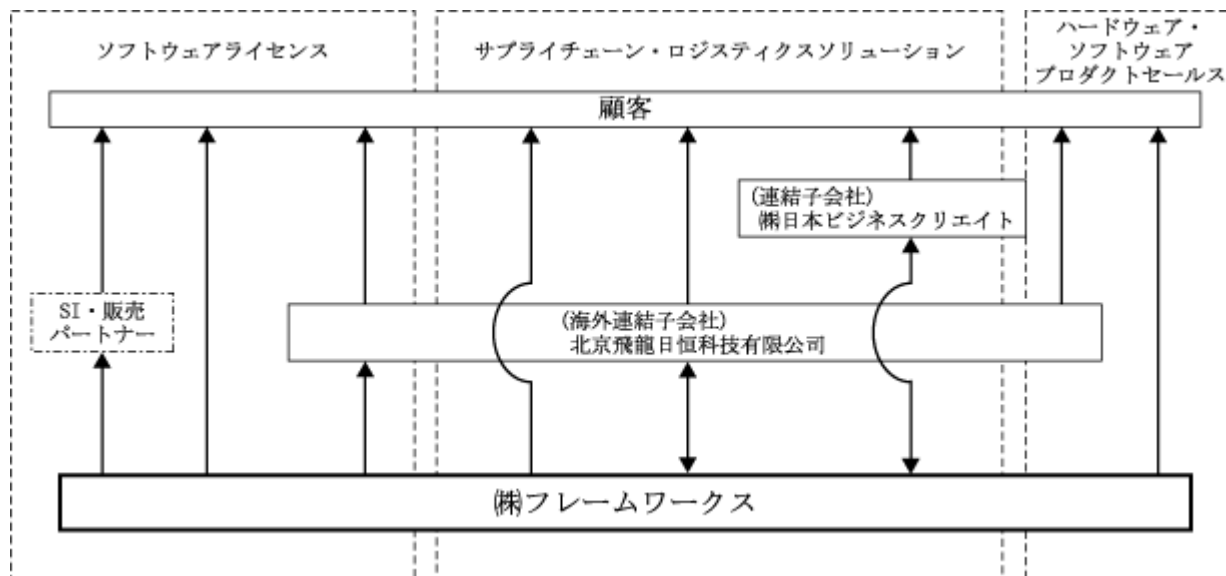 ソフトウェアライセンス
サプライチェーン・ロジスティクスソリューション
ハードウェア・
ソフトウェア
プロダクトセールス
顧客
(連結子会社)
㈱日本ビジネスクリエイト
SI・販売
パートナー
(海外連結子会社)
北京飛龍日恒科技有限公司
㈱フレームワークス